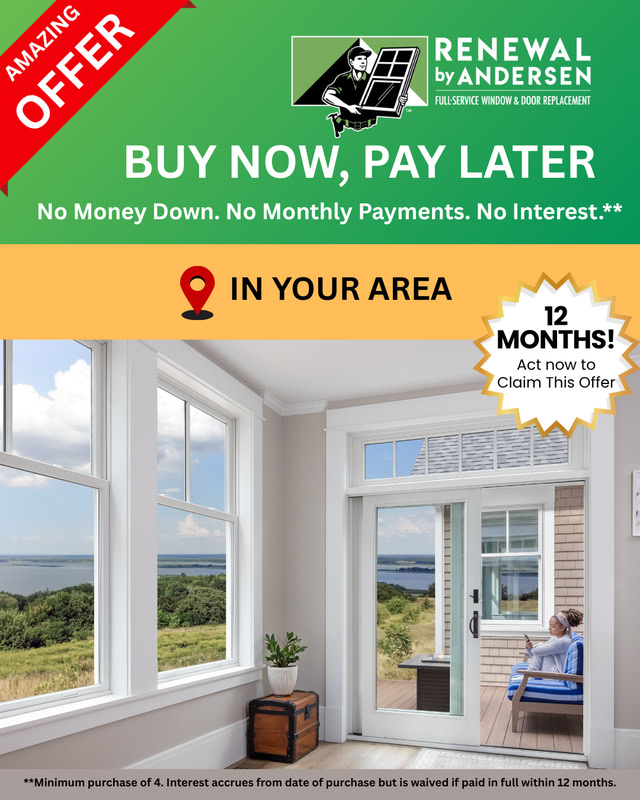 AMAZING
OFFER
RENEWAL
by ANDERSEN
FULL-SERVICE WINDOW & DOOR REPLACEMENT
BUY NOW, PAY LATER
No Money Down. No Monthly Payments. No Interest.**
IN YOUR AREA
12
MONTHS!
Act now to
Claim This Offer
**Minimum purchase of 4. Interest accrues from date of purchase but is waived if paid in full within 12 months.